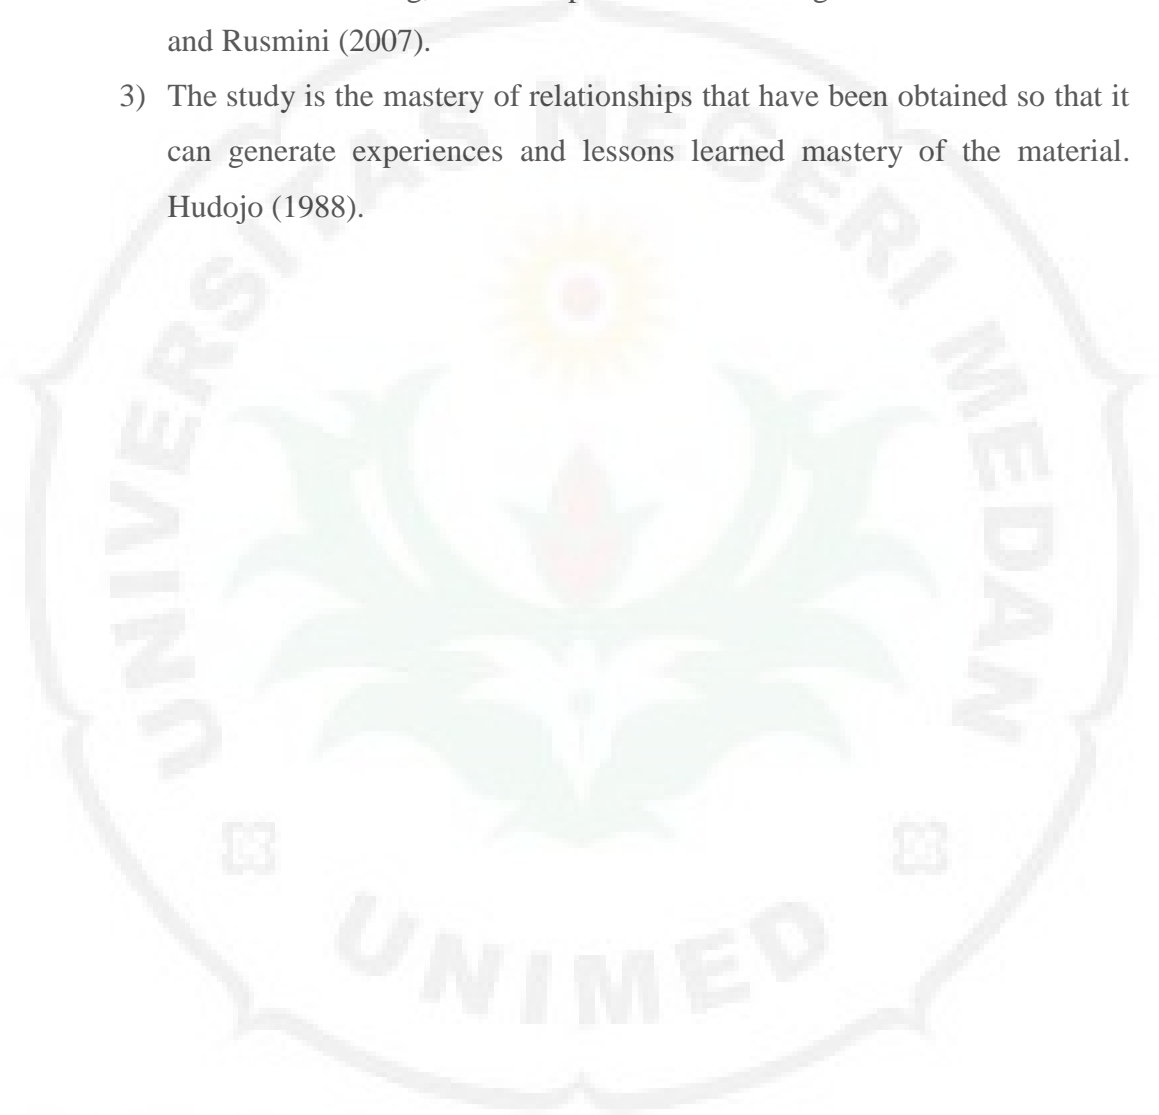 and Rusmini (2007).
3) The study is the mastery of relationships that have been obtained so that it
can generate experiences and lessons learned mastery of the material.
Hudojo (1988).
UNIVERSITAS NEGERI MEDAN
UNIMED